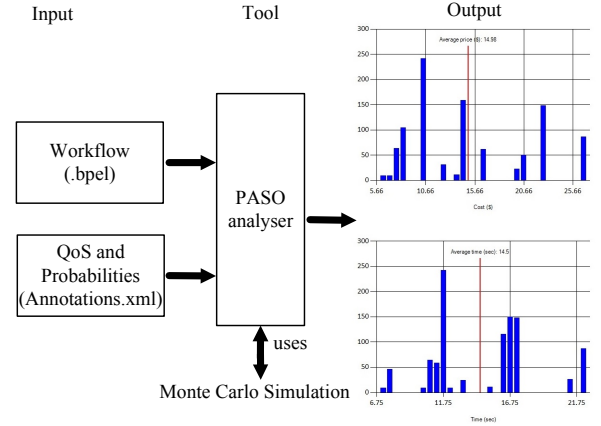 Input
Tool
Output
Workflow
(.bpel)
QoS and
Probabilities
(Annotations.xml)
PASO
analyser
uses
Monte Carlo Simulation
Average price ($): 14.98
300
250
200
150
100
50
0
5.66
10.66
15.66
20.66
25.66
Cost ($)
Average time (sec): 14.5
300
250
200
150
100
50
0
6.75
11.75
16.75
21.75
Time (sec)